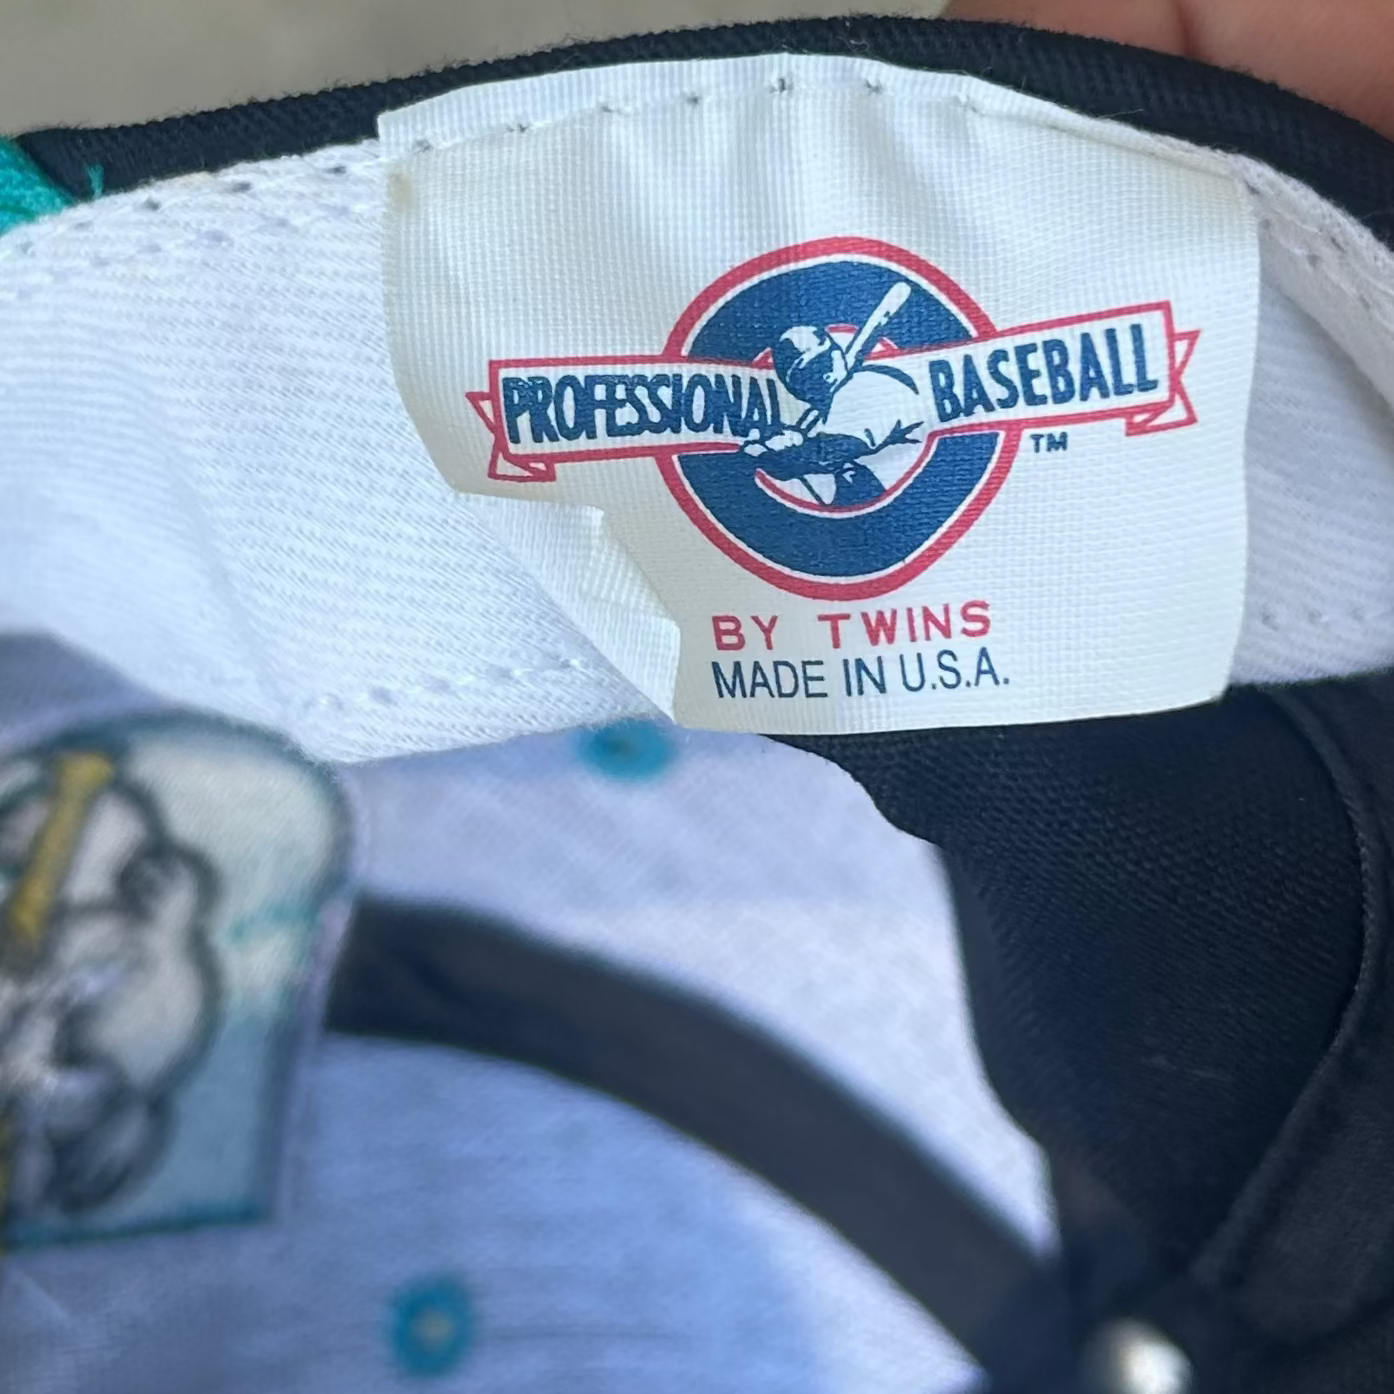 PROFESSIONAL BASEBALL
TM
BY TWINS
MADE IN U.S.A.